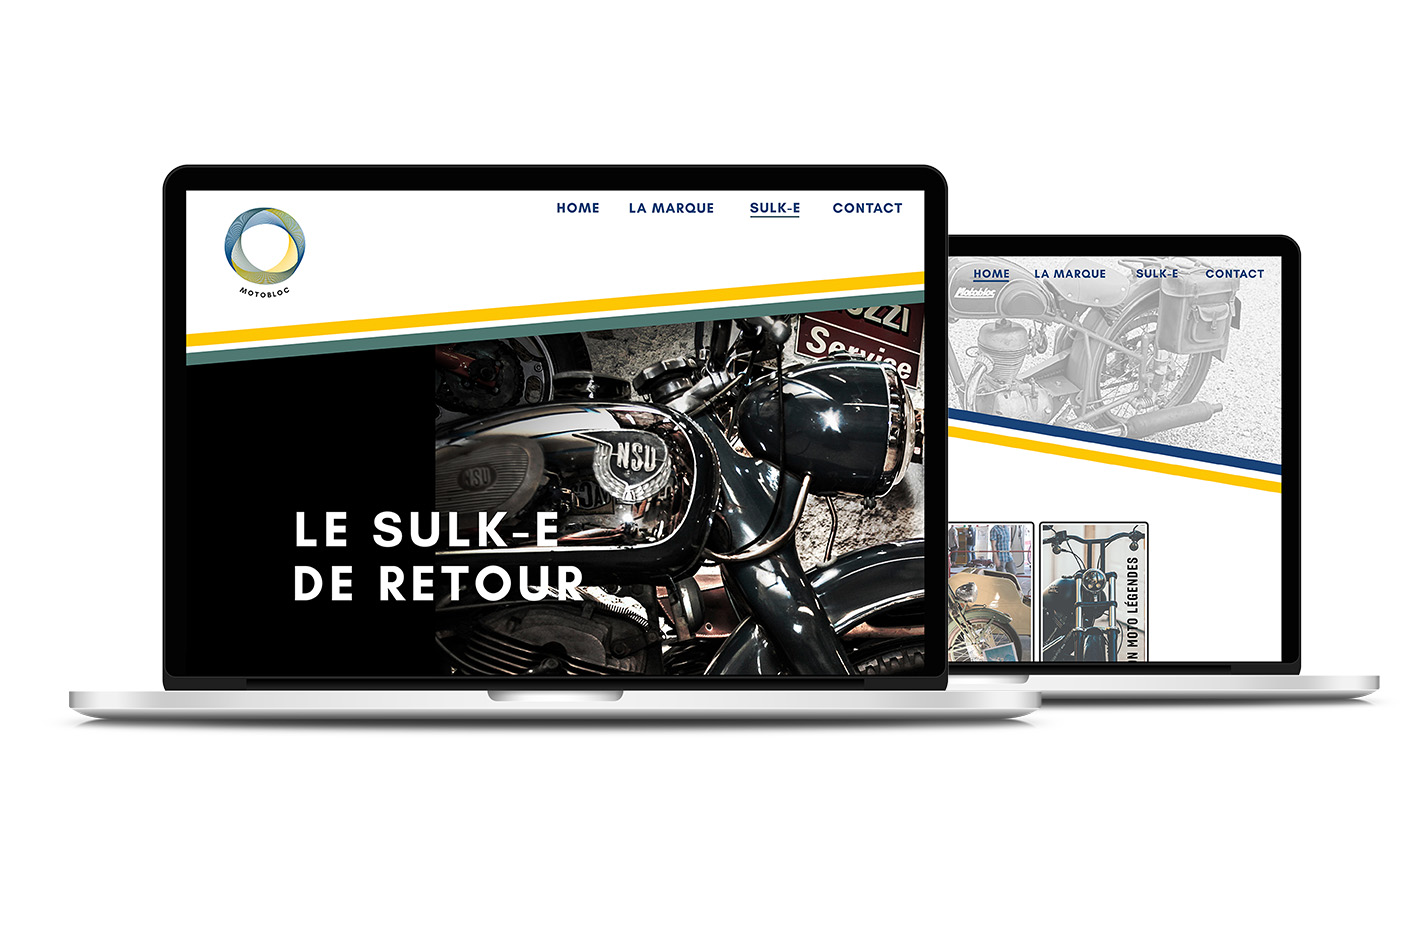 HOME LA MARQUE SULK-E CONTACT
MOTOBLOC
Service
NSU
NSU
LE SULK-E
DE RETOUR
HOME LA MARQUE SULK-E CONTACT
Motobloc
MOTO LÉGENDES